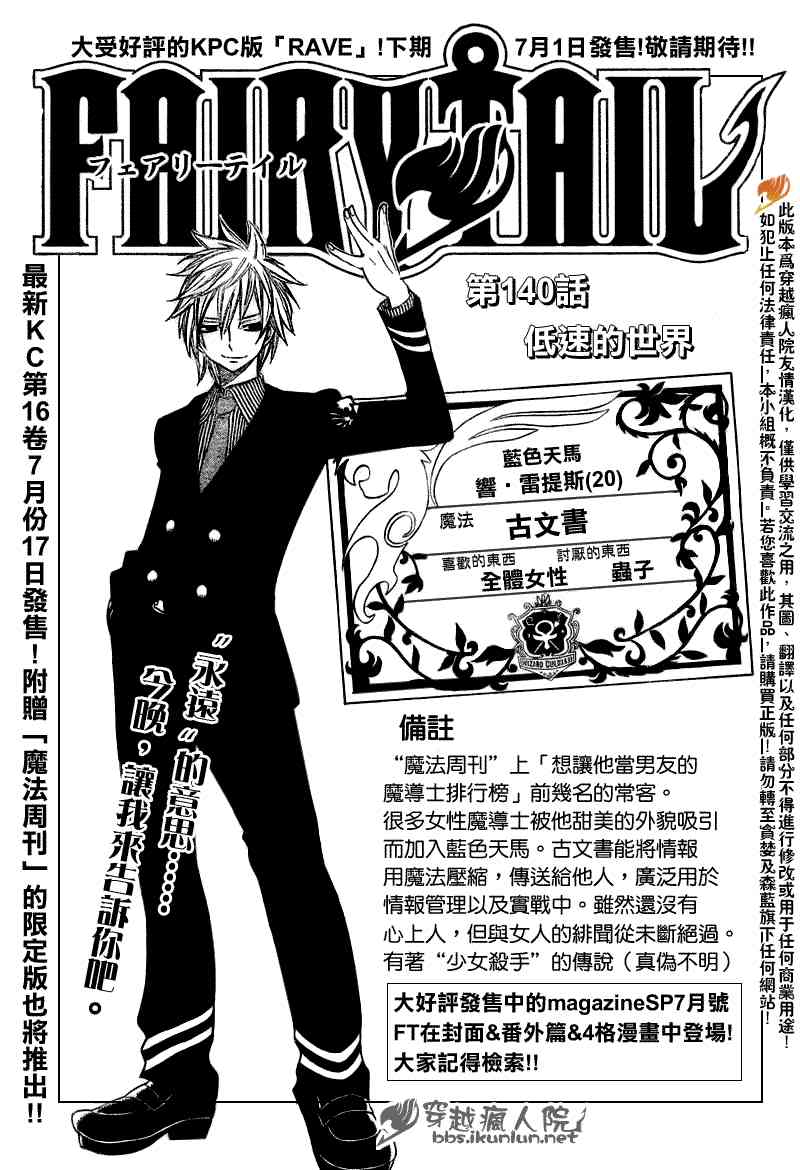 大受好評的KPC版「RAVE」!下期 7月1日發售!敬請期待!!
FAIRY TAIL
フェアリーテイル
第140話
低速的世界
藍色天馬
響・雷提斯(20)
魔法 古文書
喜歡的東西 討厭的東西
全體女性 蟲子
WIZARD GUILD
備註
“魔法周刊”上「想讓他當男友的
魔導士排行榜」前幾名的常客。
很多女性魔導士被他甜美的外貌吸引
而加入藍色天馬。古文書能將情報
用魔法壓縮，傳送給他人，廣泛用於
情報管理以及實戰中。雖然還沒有
心上人，但與女人的緋聞從未斷絕過。
有著“少女殺手”的傳說（真偽不明）
大好評發售中的magazineSP7月號
FT在封面&番外篇&4格漫畫中登場!
大家記得檢索!!
“永遠”的意思……
今晚，讓我來告訴你吧。
最新KC第16卷7月份17日發售！附贈「魔法周刊」的限定版也將推出!!
此版本爲穿越瘋人院友情漢化，僅供學習交流之用，其圖、翻譯以及任何部分不得進行修改或用于任何商業用途！
如犯上任何法律責任，本小組概不負責。若您喜歡此作品，請購買正版！請勿轉至貪婪及森藍旗下任何網站！
穿越瘋人院
bbs.ikunlun.net